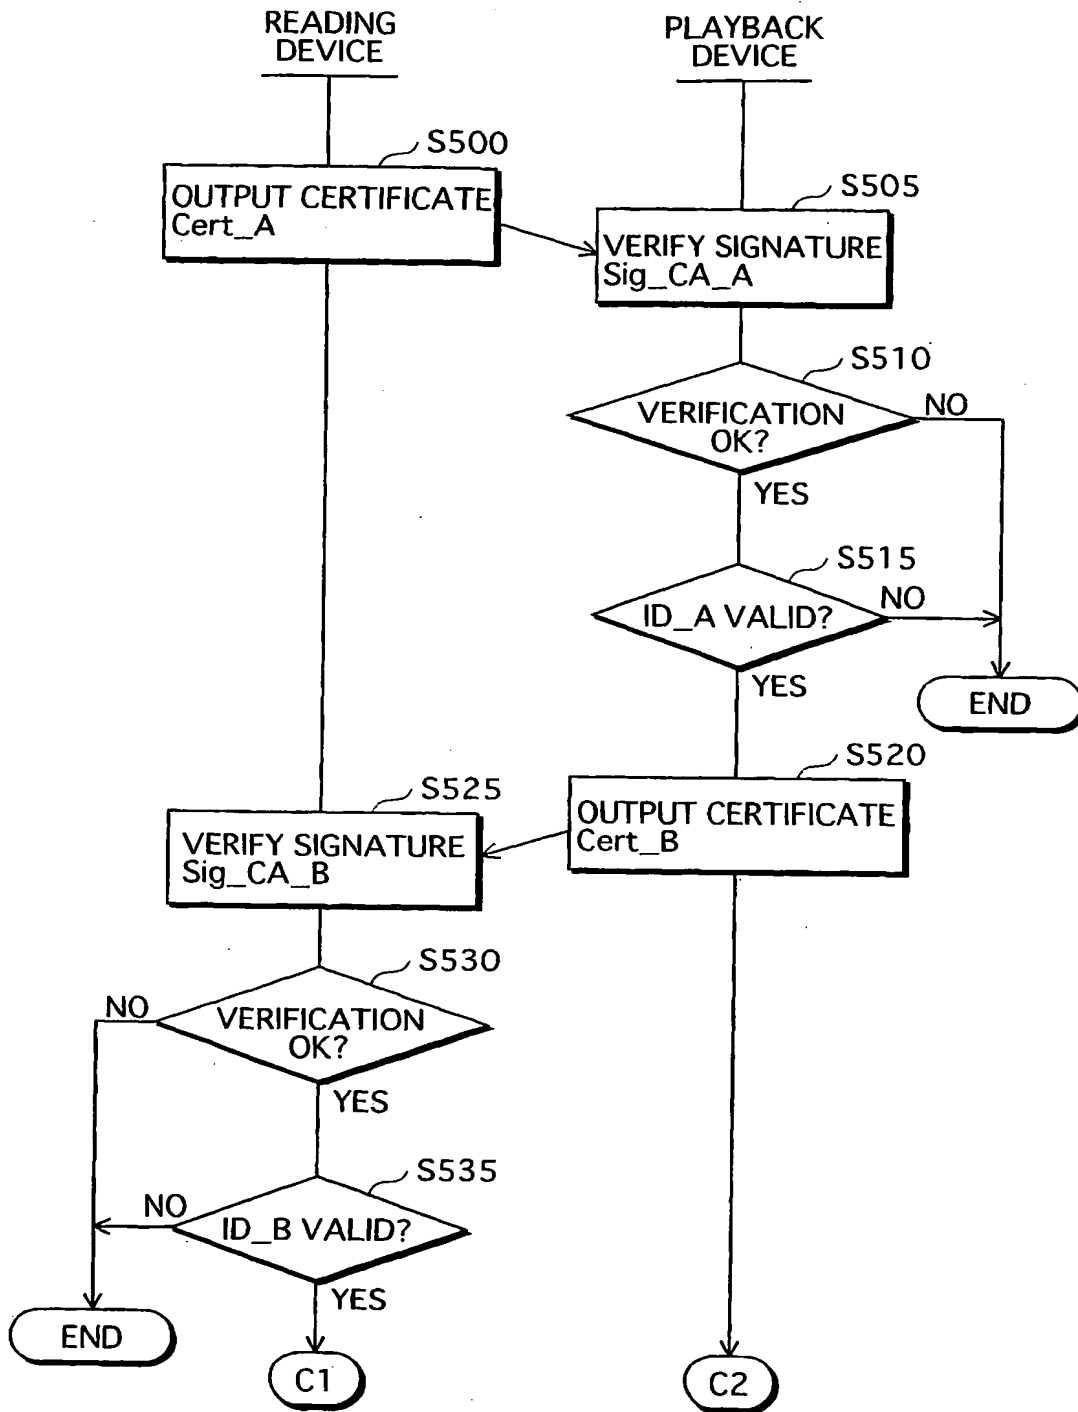 READING
DEVICE
PLAYBACK
DEVICE
S500
OUTPUT CERTIFICATE
Cert_A
S505
VERIFY SIGNATURE
Sig_CA_A
S510
VERIFICATION
OK?
NO
YES
S515
ID_A VALID?
NO
YES
END
S520
OUTPUT CERTIFICATE
Cert_B
S525
VERIFY SIGNATURE
Sig_CA_B
S530
NO
VERIFICATION
OK?
YES
S535
NO
ID_B VALID?
YES
END
C1
C2